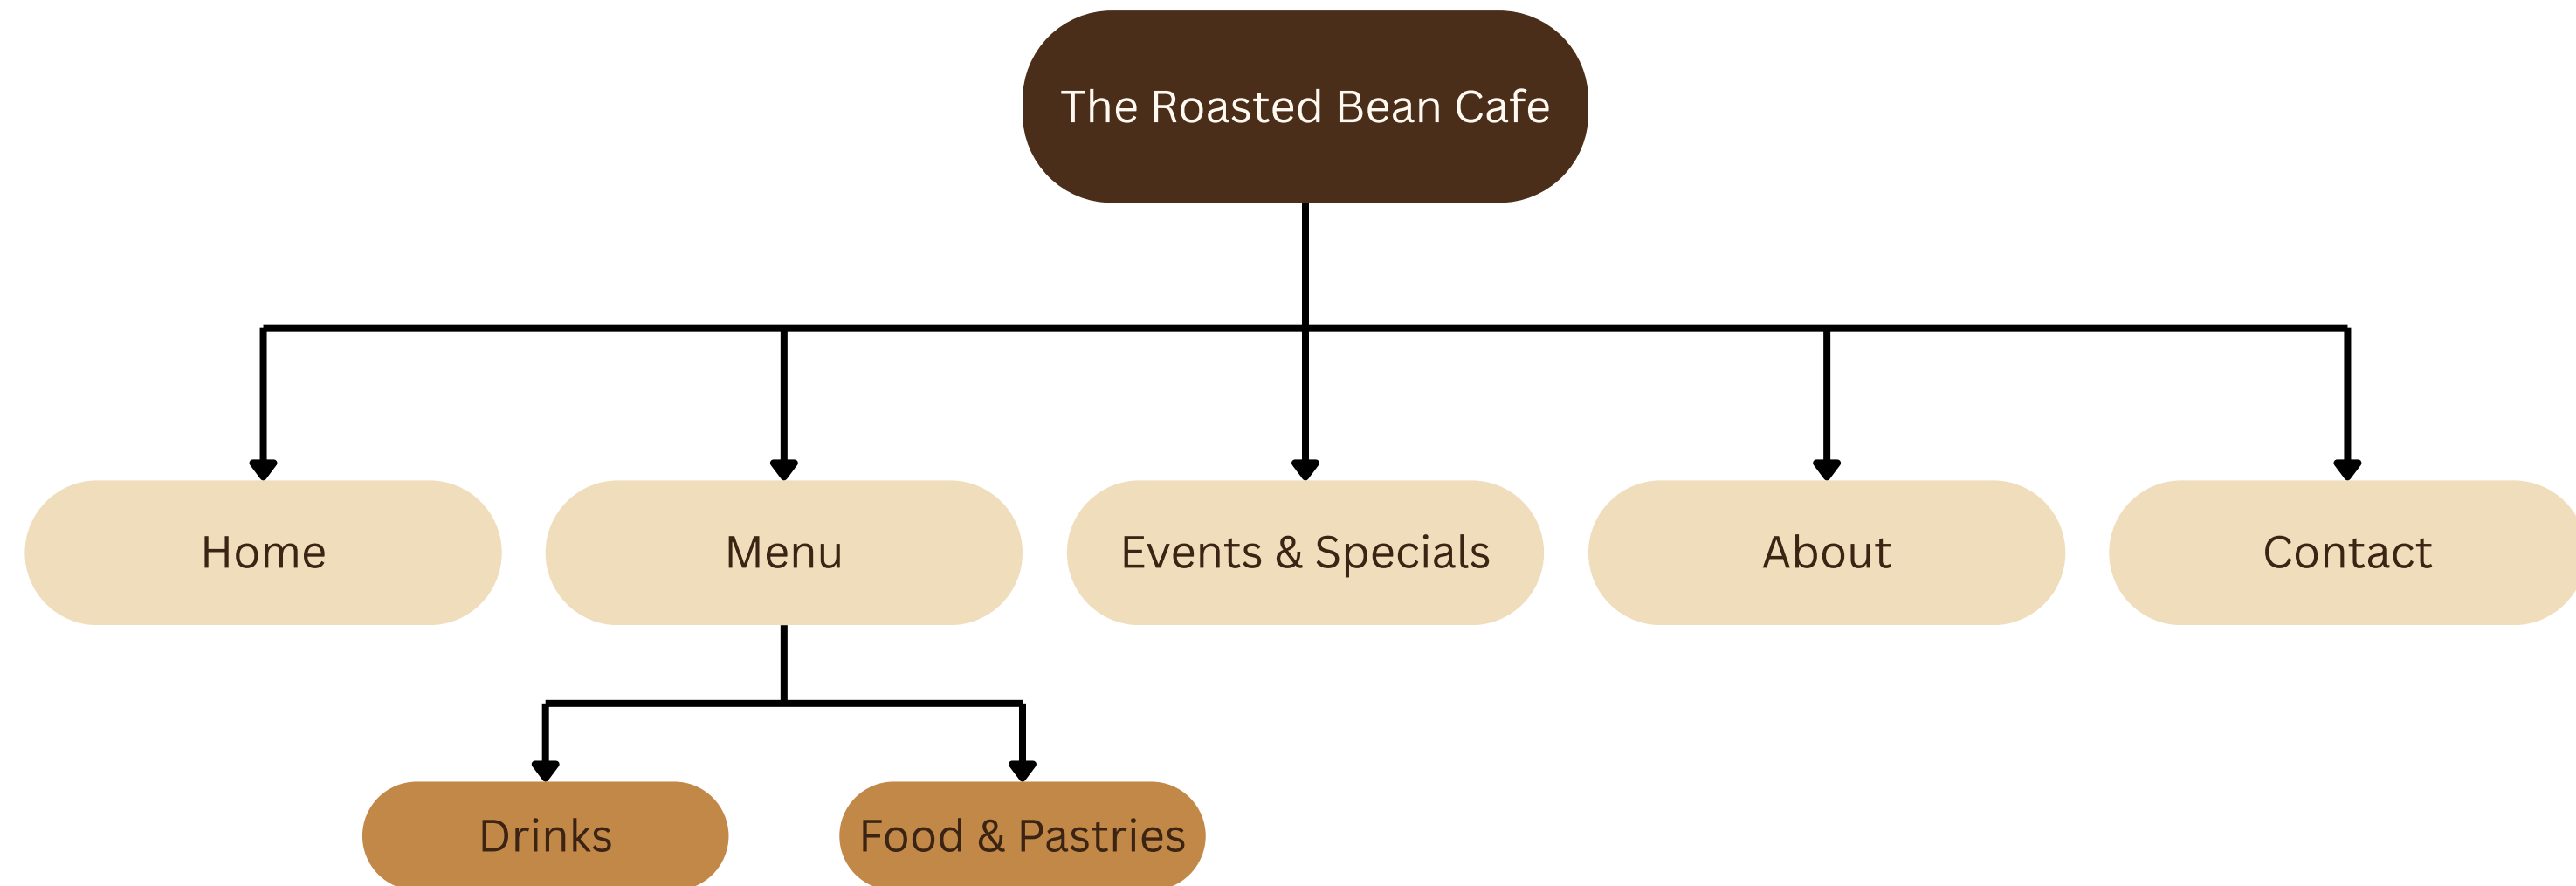 The Roasted Bean Cafe
Home
Menu
Events & Specials
About
Contact
Drinks
Food & Pastries